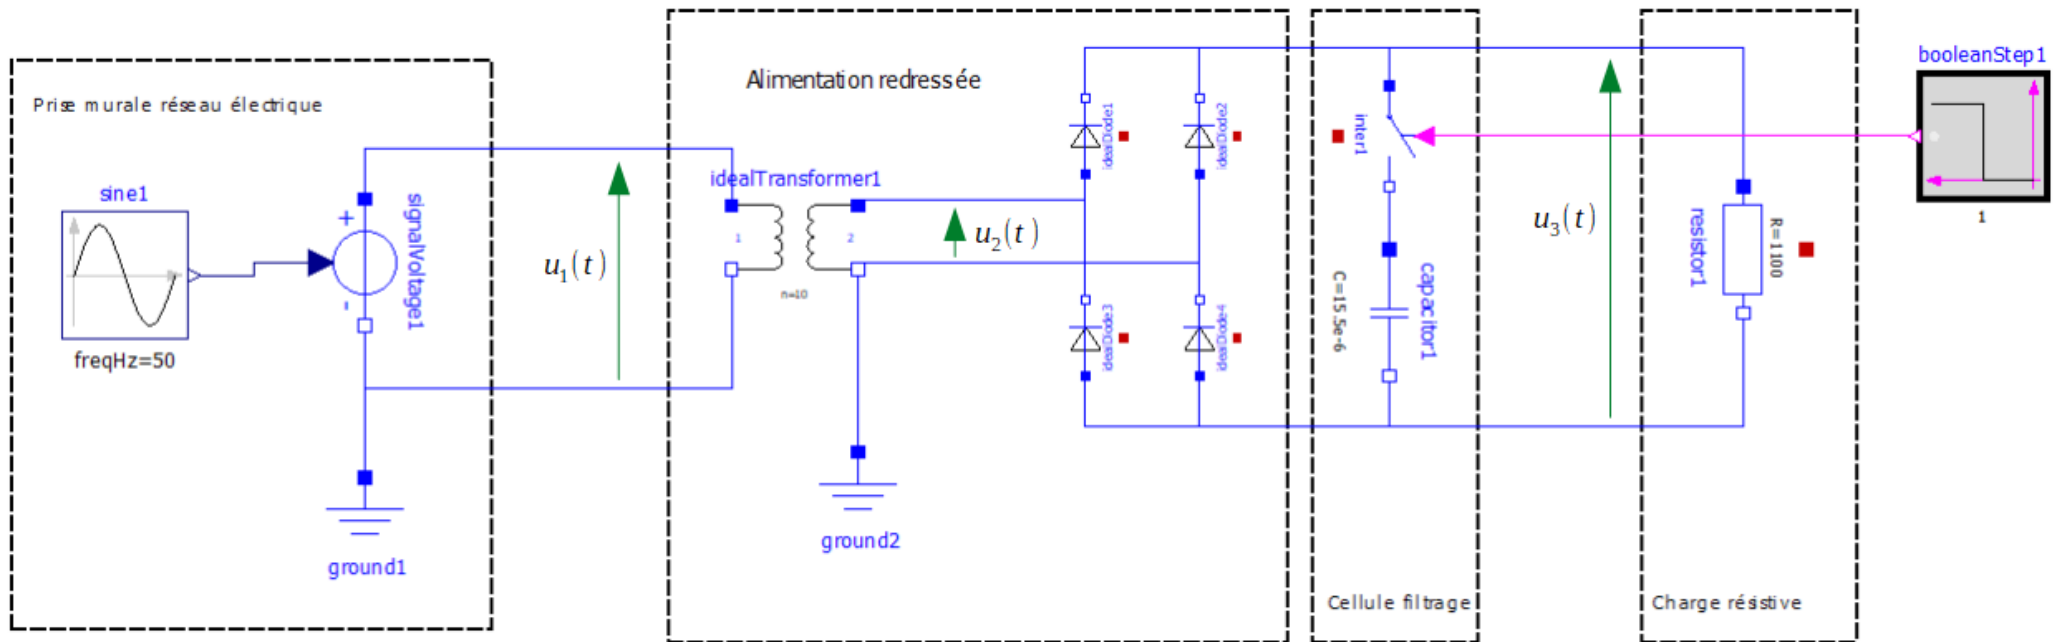 Prise murale réseau électrique
sine1
freqHz=50
+
-
signalVoltage1
ground1
u₁(t)
Alimentation redressée
idealTransformer1
1
2
n=10
u₂(t)
ground2
idealDiode1
idealDiode2
idealDiode3
idealDiode4
inter1
C=15.5e-6
capacitor1
Cellule filtrage
u₃(t)
resistor1
R=1100
Charge résistive
booleanStep1
1